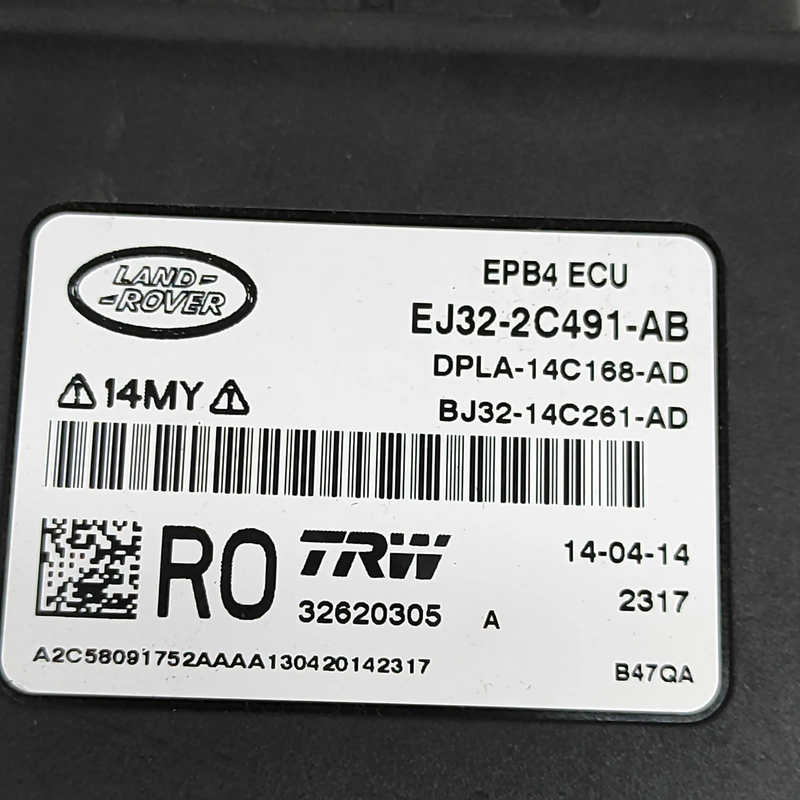 LAND-
-ROVER
EPB4 ECU
EJ32-2C491-AB
DPLA-14C168-AD
14MY
BJ32-14C261-AD
RO
TRW
14-04-14
32620305 A
2317
A2C58091752AAAA130420142317
B47QA